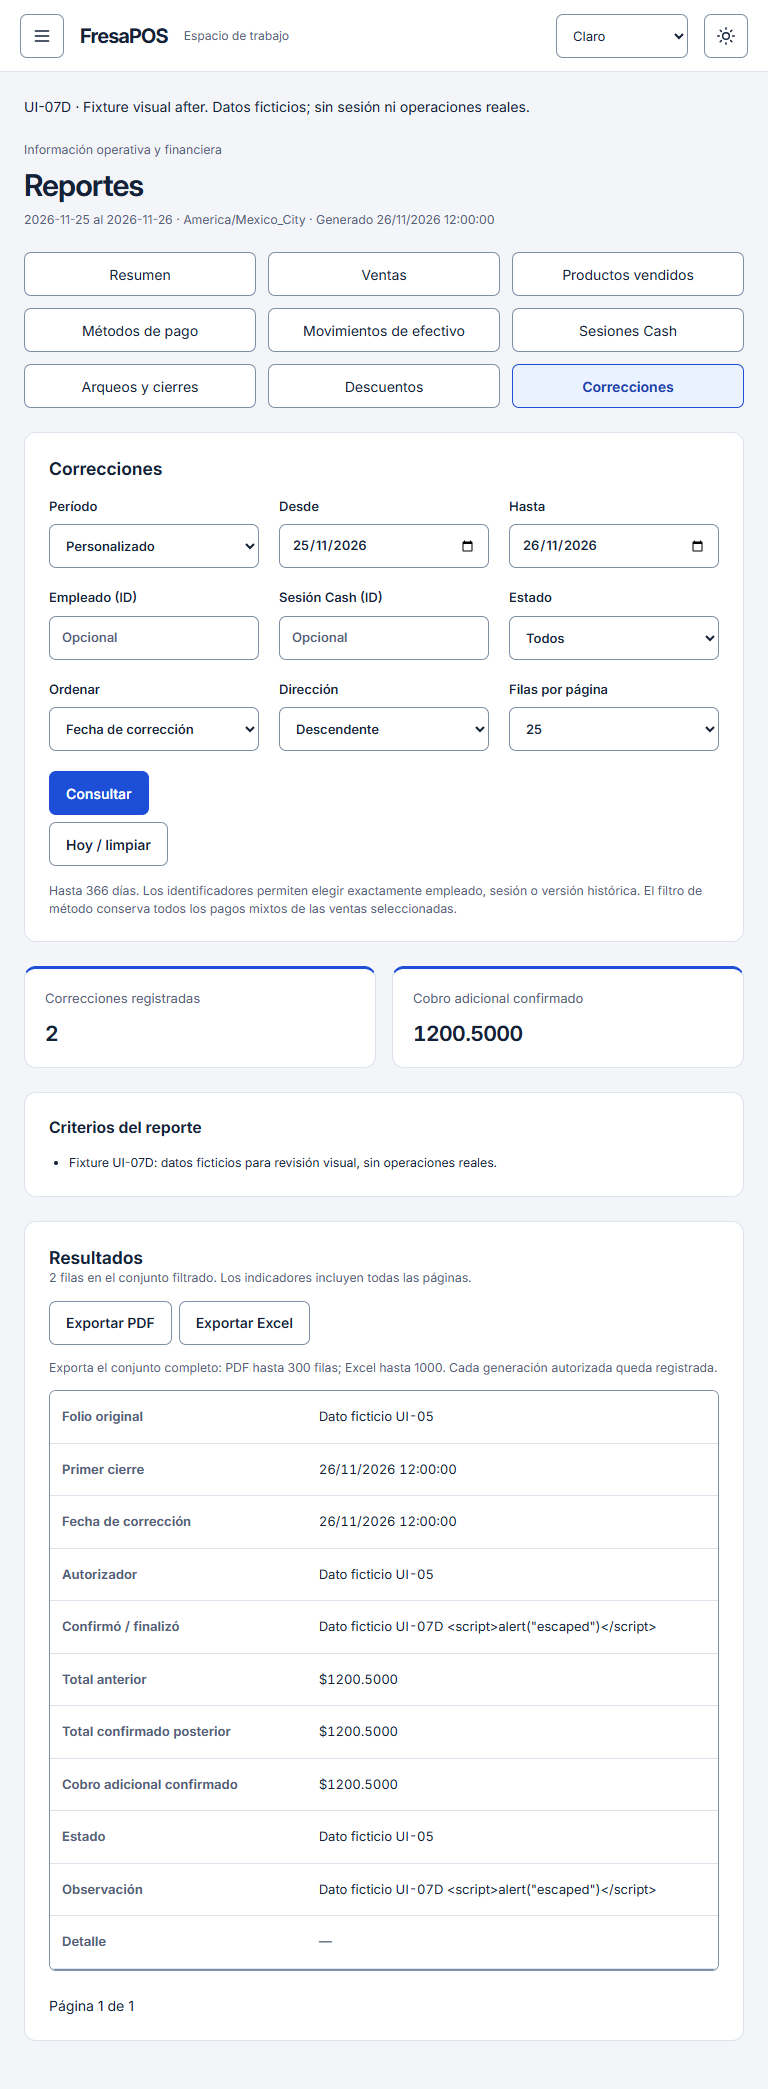 FresaPOS
Espacio de trabajo
Claro
UI-07D · Fixture visual after. Datos ficticios; sin sesión ni operaciones reales.
Información operativa y financiera
Reportes
2026-11-25 al 2026-11-26 · America/Mexico_City · Generado 26/11/2026 12:00:00
Resumen
Ventas
Productos vendidos
Métodos de pago
Movimientos de efectivo
Sesiones Cash
Arqueos y cierres
Descuentos
Correcciones
Correcciones
Período
Desde
Hasta
Personalizado
25/11/2026
26/11/2026
Empleado (ID)
Sesión Cash (ID)
Estado
Opcional
Opcional
Todos
Ordenar
Dirección
Filas por página
Fecha de corrección
Descendente
25
Consultar
Hoy / limpiar
Hasta 366 días. Los identificadores permiten elegir exactamente empleado, sesión o versión histórica. El filtro de
método conserva todos los pagos mixtos de las ventas seleccionadas.
Correcciones registradas
2
Cobro adicional confirmado
1200.5000
Criterios del reporte
• Fixture UI-07D: datos ficticios para revisión visual, sin operaciones reales.
Resultados
2 filas en el conjunto filtrado. Los indicadores incluyen todas las páginas.
Exportar PDF
Exportar Excel
Exporta el conjunto completo: PDF hasta 300 filas; Excel hasta 1000. Cada generación autorizada queda registrada.
Folio original Dato ficticio UI-05
Primer cierre 26/11/2026 12:00:00
Fecha de corrección 26/11/2026 12:00:00
Autorizador Dato ficticio UI-05
Confirmó / finalizó Dato ficticio UI-07D <script>alert("escaped")</script>
Total anterior $1200.5000
Total confirmado posterior $1200.5000
Cobro adicional confirmado $1200.5000
Estado Dato ficticio UI-05
Observación Dato ficticio UI-07D <script>alert("escaped")</script>
Detalle —
Página 1 de 1